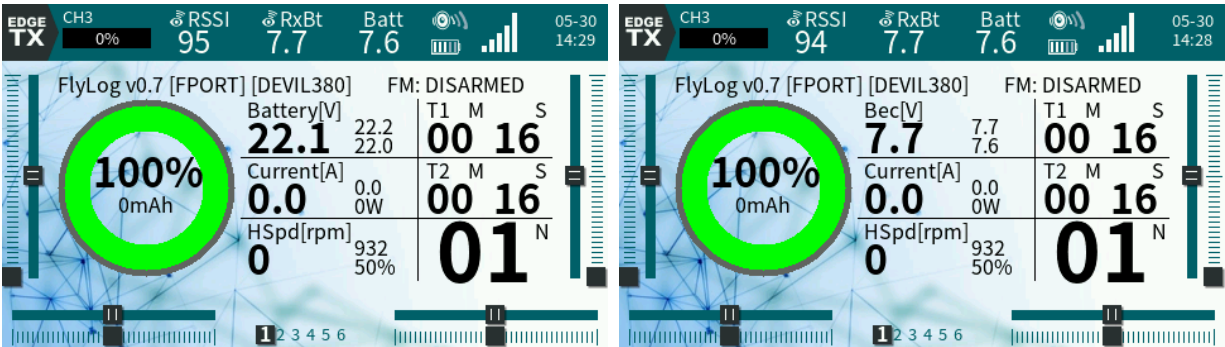 EDGE TX CH3 0% RSSI 95 RxBt 7.7 Batt 7.6 05-30 14:29
FlyLog v0.7 [FPORT] [DEVIL380] FM: DISARMED
100%
0mAh
Battery[V]
22.1 22.2 22.0
T1 M S
00 16
Current[A]
0.0 0.0 0W
T2 M S
00 16
HSpd[rpm]
0 932 50%
01 N
1 2 3 4 5 6
EDGE TX CH3 0% RSSI 94 RxBt 7.7 Batt 7.6 05-30 14:28
FlyLog v0.7 [FPORT] [DEVIL380] FM: DISARMED
100%
0mAh
Bec[V]
7.7 7.7 7.6
T1 M S
00 16
Current[A]
0.0 0.0 0W
T2 M S
00 16
HSpd[rpm]
0 932 50%
01 N
1 2 3 4 5 6